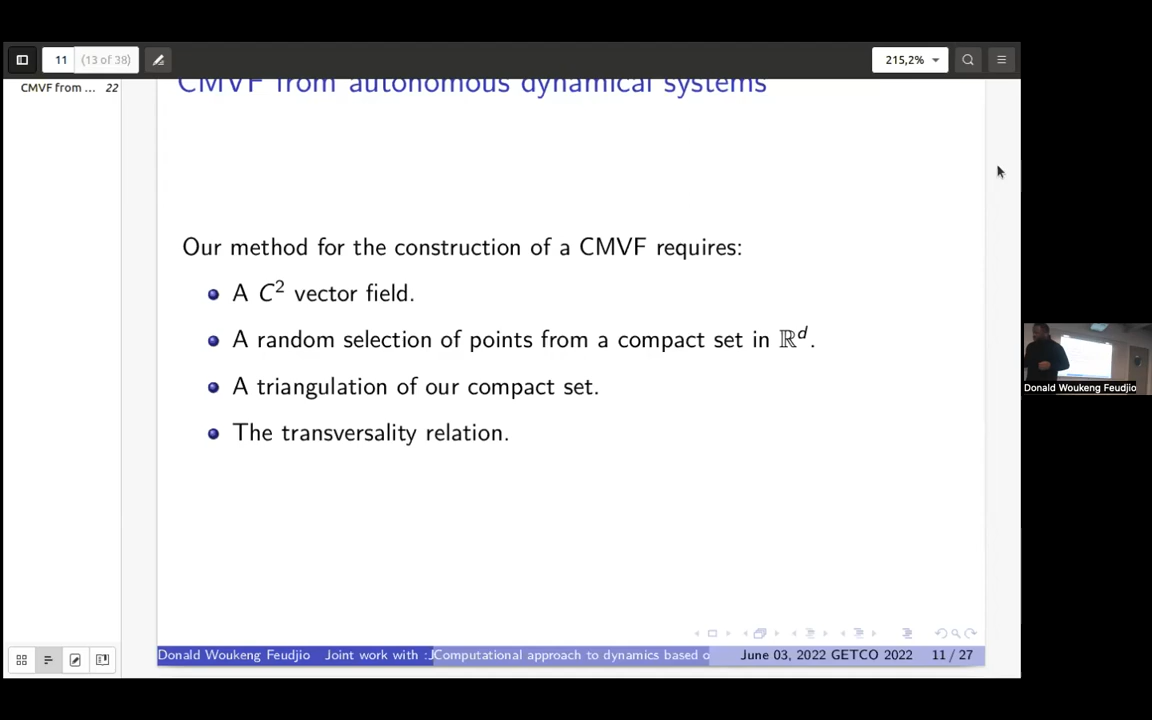 11 (13 of 38) 215,2%
CMVF from ... 22
CMVF from autonomous dynamical systems
Our method for the construction of a CMVF requires:
A C² vector field.
A random selection of points from a compact set in ℝᵈ.
A triangulation of our compact set.
The transversality relation.
Donald Woukeng Feudjio
Donald Woukeng Feudjio Joint work with :J Computational approach to dynamics based o June 03, 2022 GETCO 2022 11 / 27